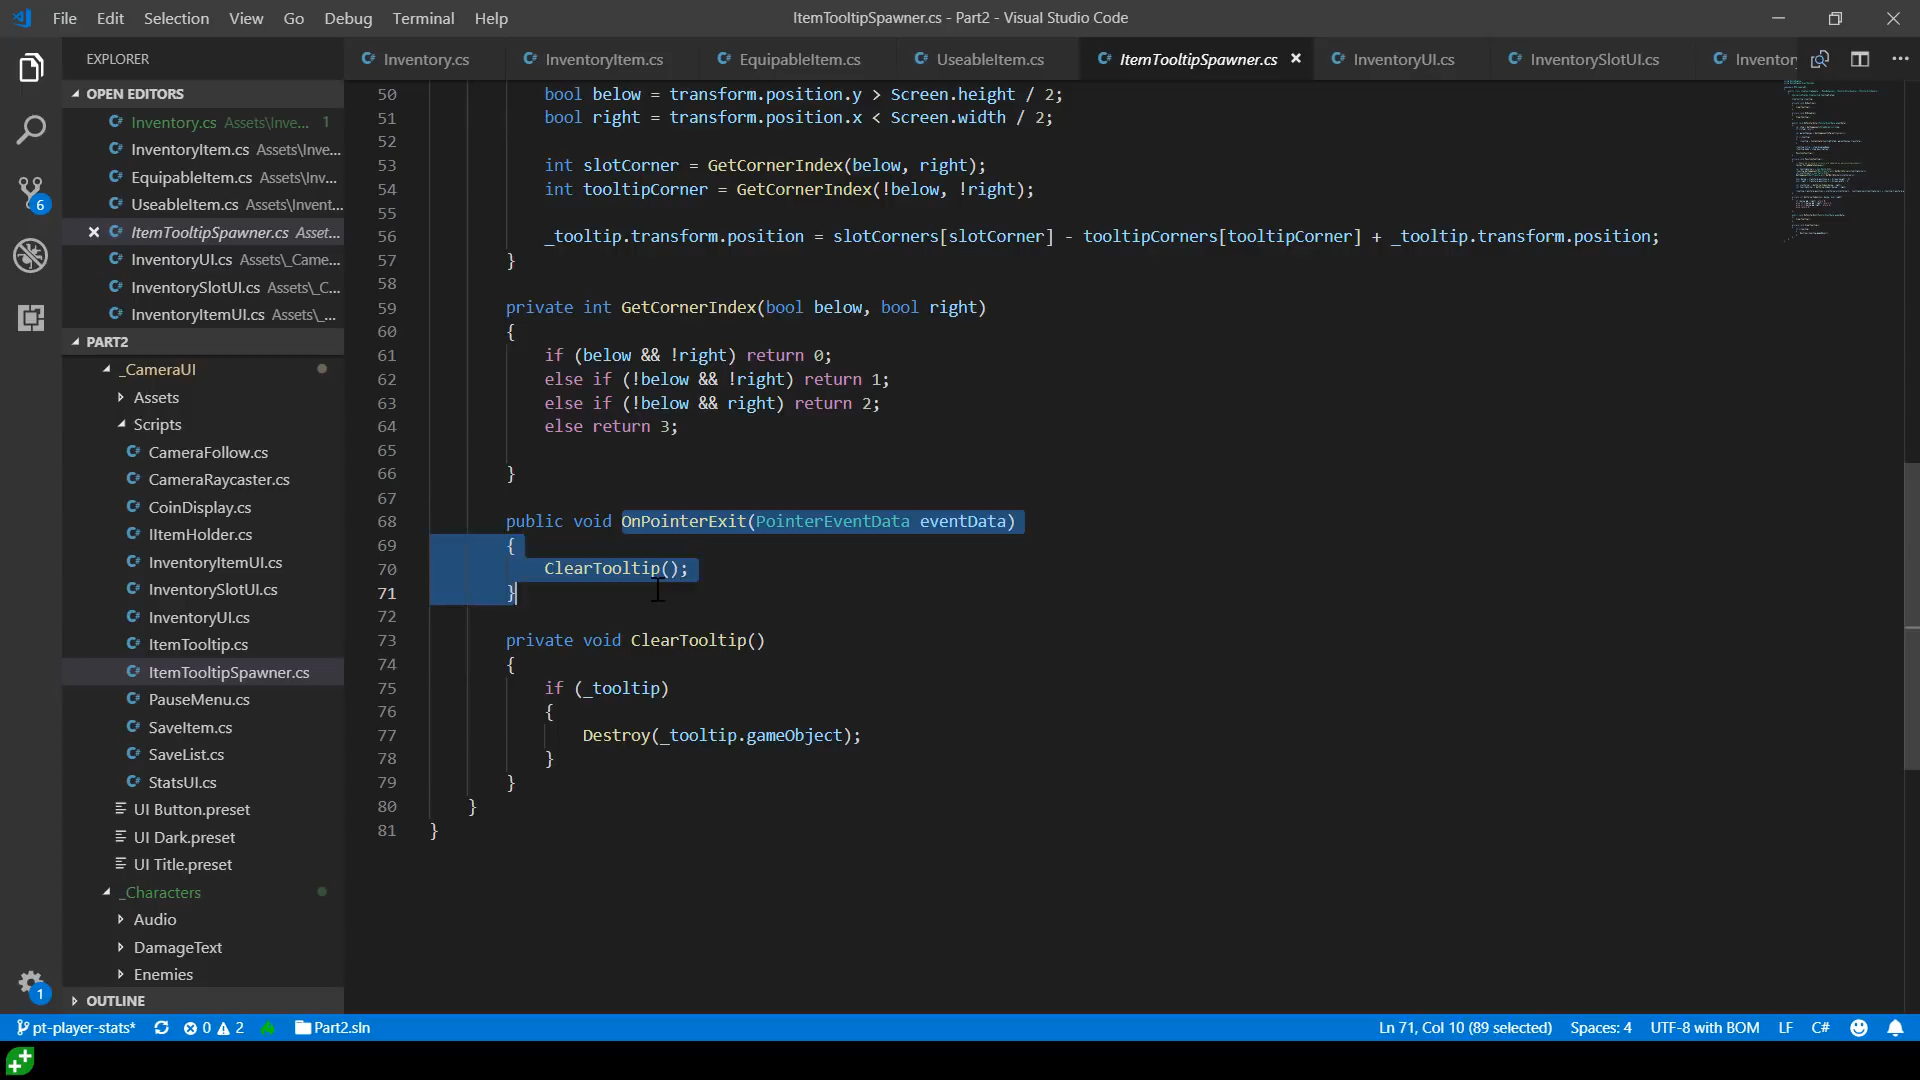 File Edit Selection View Go Debug Terminal Help
ItemTooltipSpawner.cs - Part2 - Visual Studio Code
EXPLORER
OPEN EDITORS
Inventory.cs Assets\Inve... 1
InventoryItem.cs Assets\Inve...
EquipableItem.cs Assets\Inv...
UseableItem.cs Assets\Invent...
ItemTooltipSpawner.cs Asset...
InventoryUI.cs Assets\_Came...
InventorySlotUI.cs Assets\_C...
InventoryItemUI.cs Assets\_...
PART2
_CameraUI
Assets
Scripts
CameraFollow.cs
CameraRaycaster.cs
CoinDisplay.cs
IItemHolder.cs
InventoryItemUI.cs
InventorySlotUI.cs
InventoryUI.cs
ItemTooltip.cs
ItemTooltipSpawner.cs
PauseMenu.cs
SaveItem.cs
SaveList.cs
StatsUI.cs
UI Button.preset
UI Dark.preset
UI Title.preset
_Characters
Audio
DamageText
Enemies
OUTLINE
6
1
Inventory.cs InventoryItem.cs EquipableItem.cs UseableItem.cs ItemTooltipSpawner.cs InventoryUI.cs InventorySlotUI.cs Inventor
50 bool below = transform.position.y > Screen.height / 2;
51 bool right = transform.position.x < Screen.width / 2;
52
53 int slotCorner = GetCornerIndex(below, right);
54 int tooltipCorner = GetCornerIndex(!below, !right);
55
56 _tooltip.transform.position = slotCorners[slotCorner] - tooltipCorners[tooltipCorner] + _tooltip.transform.position;
57 }
58
59 private int GetCornerIndex(bool below, bool right)
60 {
61 if (below && !right) return 0;
62 else if (!below && !right) return 1;
63 else if (!below && right) return 2;
64 else return 3;
65
66 }
67
68 public void OnPointerExit(PointerEventData eventData)
69 {
70 ClearTooltip();
71 }
72
73 private void ClearTooltip()
74 {
75 if (_tooltip)
76 {
77 Destroy(_tooltip.gameObject);
78 }
79 }
80 }
81 }
pt-player-stats* 0 2 Part2.sln
Ln 71, Col 10 (89 selected) Spaces: 4 UTF-8 with BOM LF C#